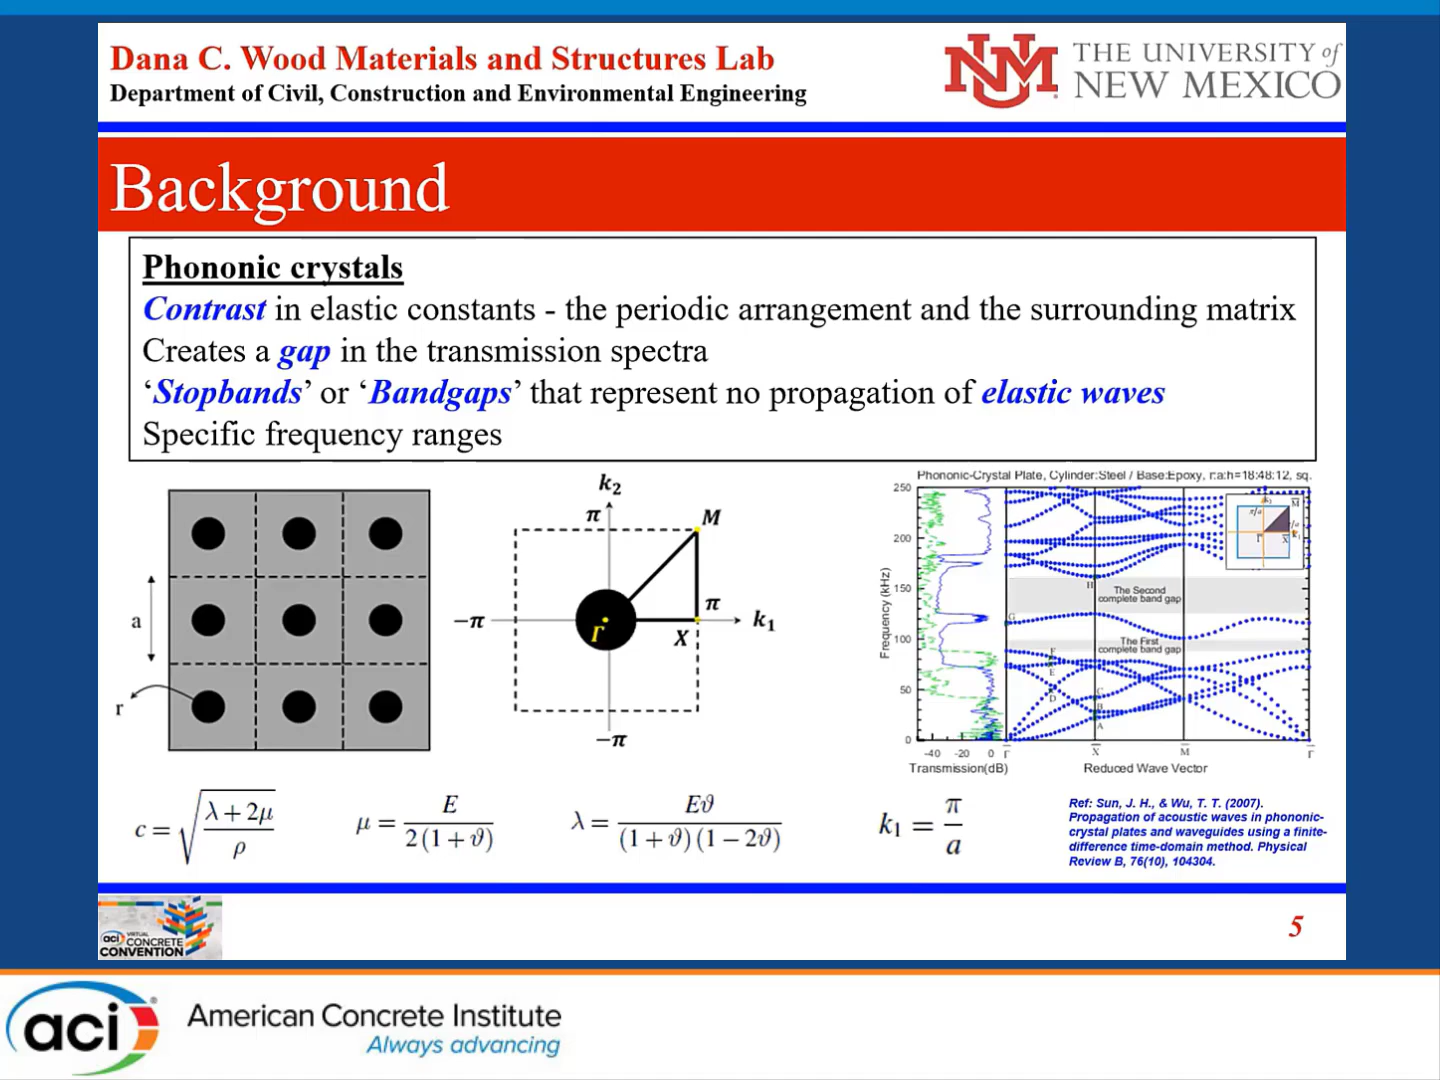 Dana C. Wood Materials and Structures Lab
Department of Civil, Construction and Environmental Engineering
UNM
THE UNIVERSITY of
NEW MEXICO
Background
Phononic crystals
Contrast in elastic constants - the periodic arrangement and the surrounding matrix
Creates a gap in the transmission spectra
‘Stopbands’ or ‘Bandgaps’ that represent no propagation of elastic waves
Specific frequency ranges
a
r
k₂
π
M
π
-π
Γ
X
k₁
-π
Phononic-Crystal Plate, Cylinder:Steel / Base:Epoxy, r:a:h=18:48:12, sq.
250
200
150
100
50
0
Frequency (kHz)
-40 -20 0
Transmission(dB)
Γ X M Γ
Reduced Wave Vector
The Second
complete band gap
The First
complete band gap
H
G
F
E
D
C
B
A
π/a
M
Γ X
c = √((λ + 2μ)/ρ)
μ = E/(2(1 + ϑ))
λ = Eϑ/((1 + ϑ)(1 − 2ϑ))
k₁ = π/a
Ref: Sun, J. H., & Wu, T. T. (2007).
Propagation of acoustic waves in phononic-
crystal plates and waveguides using a finite-
difference time-domain method. Physical
Review B, 76(10), 104304.
aci VIRTUAL
CONCRETE
CONVENTION
5
aci
American Concrete Institute
Always advancing